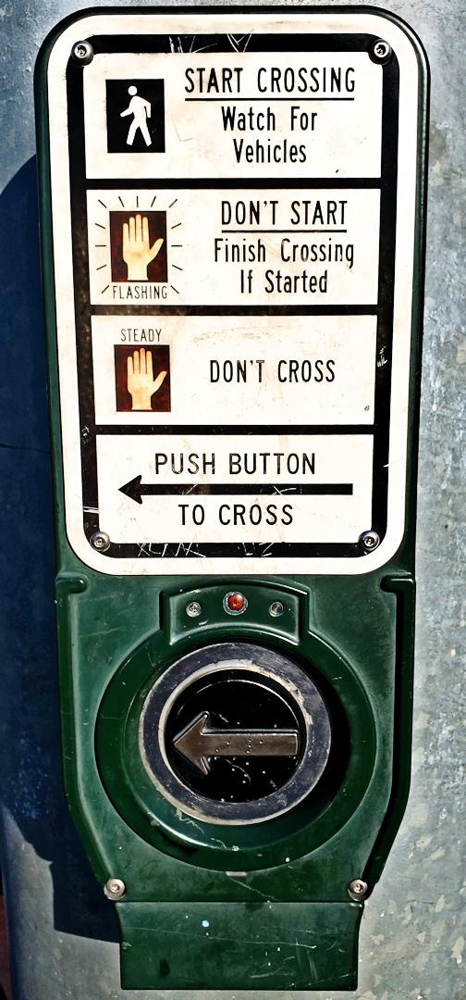 START CROSSING
Watch For
Vehicles
DON'T START
Finish Crossing
If Started
FLASHING
STEADY
DON'T CROSS
PUSH BUTTON
TO CROSS